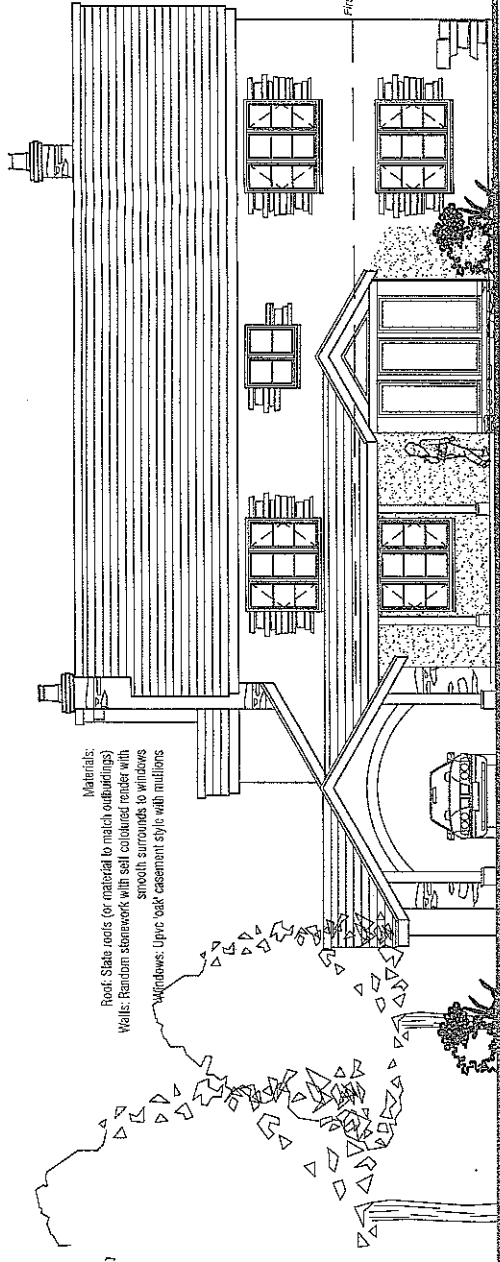 Materials:
Roof: Slate roofs (or material to match outbuildings)
Walls: Random stonework with self coloured render with
smooth surrounds to windows
Windows: Upvc 'oak' casement style with mullions
Firs